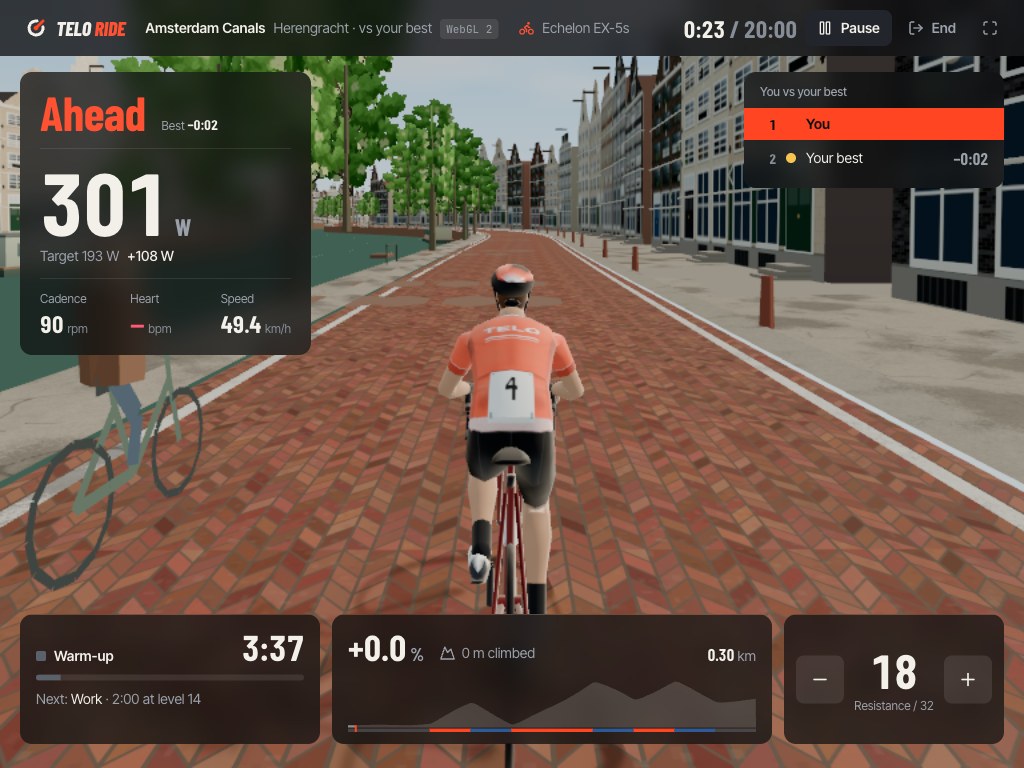 TELO RIDE Amsterdam Canals Herengracht · vs your best WebGL 2 Echelon EX-5s 0:23 / 20:00 Pause End
Ahead Best −0:02
301 W
Target 193 W +108 W
Cadence Heart Speed
90 rpm – bpm 49.4 km/h
You vs your best
1 You
2 Your best −0:02
TELO
4
Warm-up 3:37
Next: Work · 2:00 at level 14
+0.0 % 0 m climbed 0.30 km
− 18 +
Resistance / 32